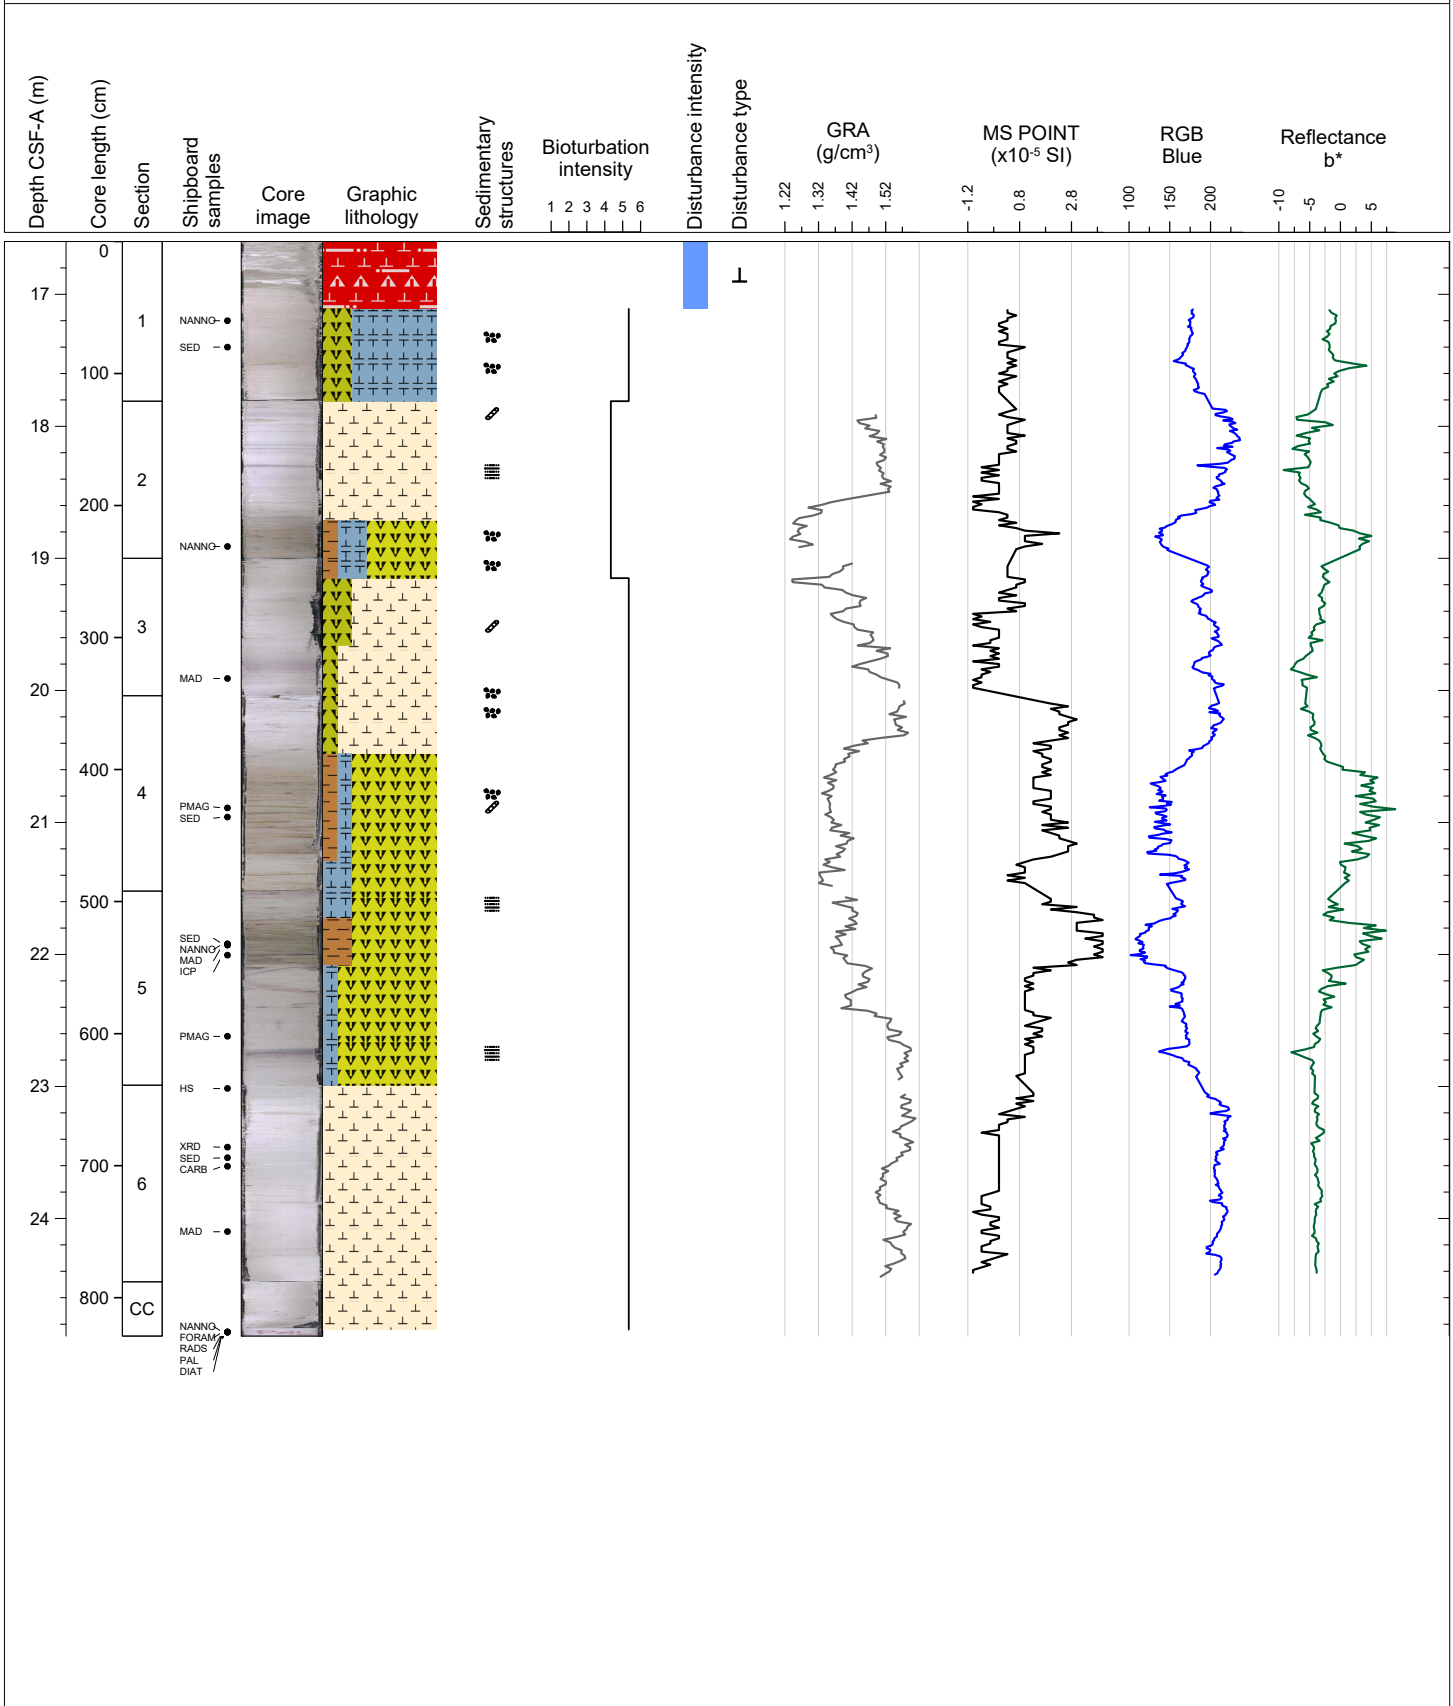 Depth CSF-A (m)
Core length (cm)
Section
Shipboard
samples
Core
image
Graphic
lithology
Sedimentary
structures
Bioturbation
intensity
1 2 3 4 5 6
Disturbance intensity
Disturbance type
GRA
(g/cm³)
1.22
1.32
1.42
1.52
MS POINT
(x10⁻⁵ SI)
-1.2
0.8
2.8
RGB
Blue
100
150
200
Reflectance
b*
-10
-5
0
5
17
18
19
20
21
22
23
24
0
100
200
300
400
500
600
700
800
1
2
3
4
5
6
CC
NANNO
SED
NANNO
MAD
PMAG
SED
SED
NANNO
MAD
ICP
PMAG
HS
XRD
SED
CARB
MAD
NANNO
FORAM
RADS
PAL
DIAT